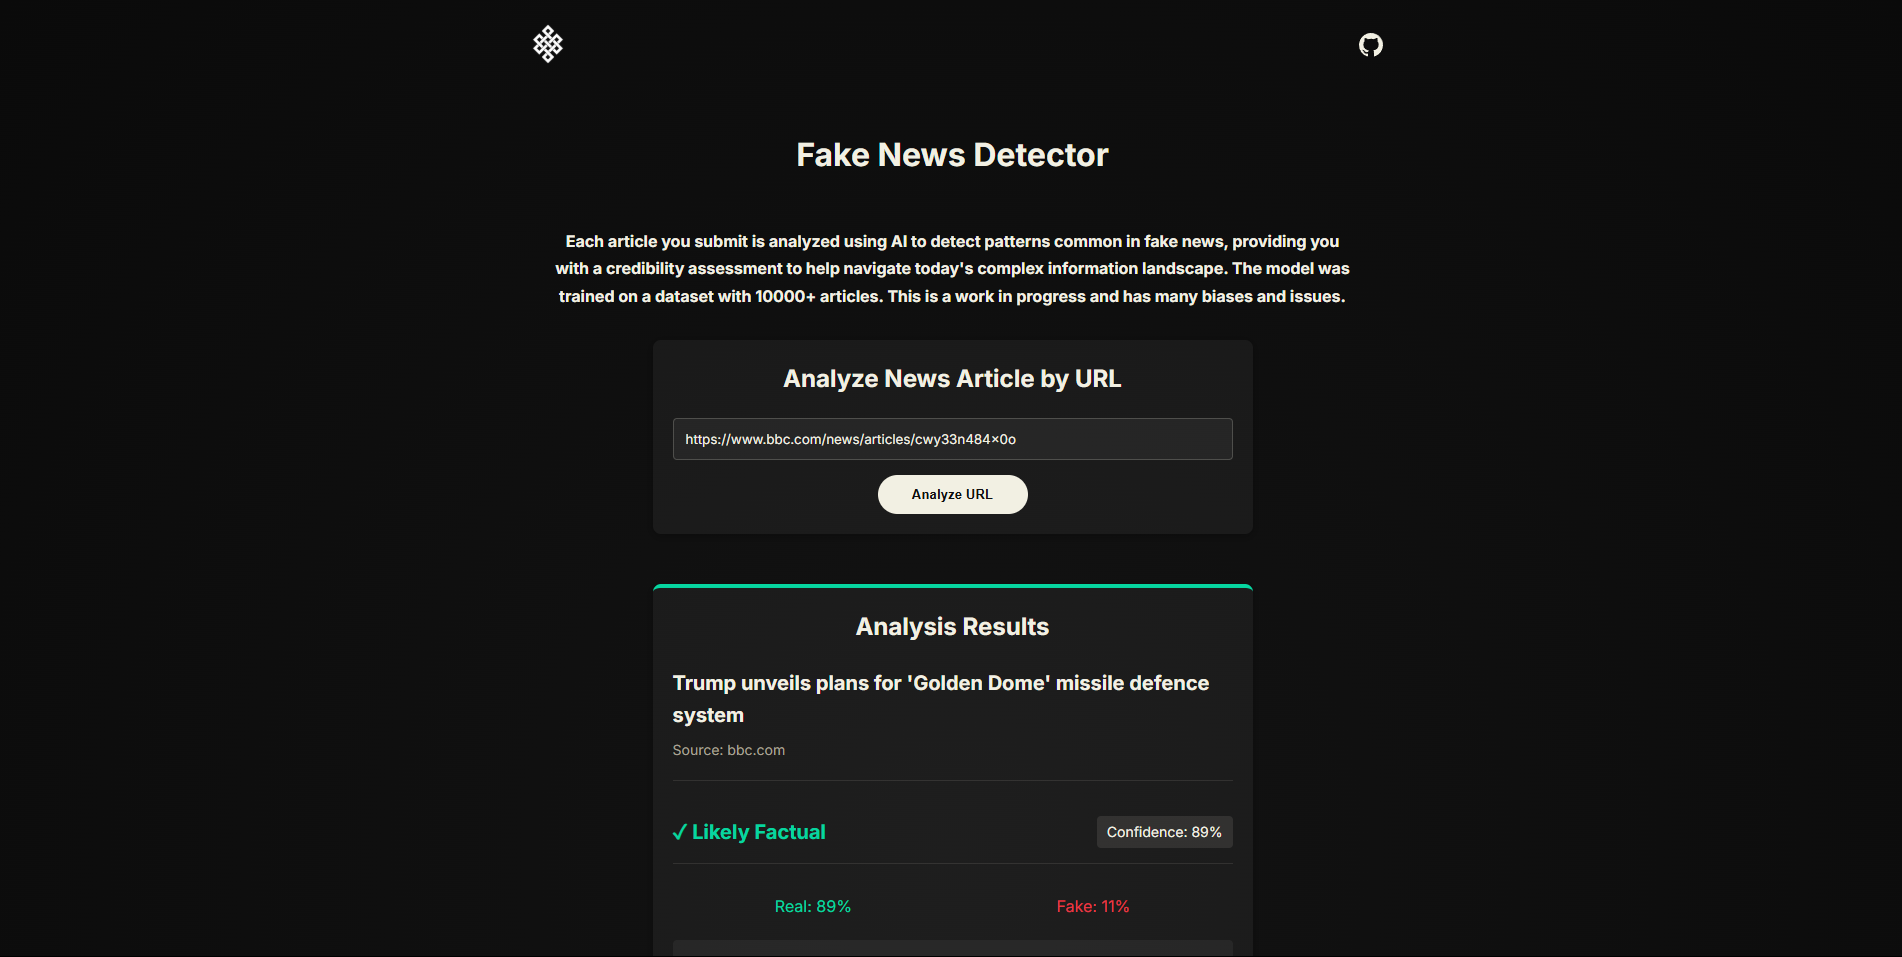 Fake News Detector
Each article you submit is analyzed using AI to detect patterns common in fake news, providing you
with a credibility assessment to help navigate today's complex information landscape. The model was
trained on a dataset with 10000+ articles. This is a work in progress and has many biases and issues.
Analyze News Article by URL
https://www.bbc.com/news/articles/cwy33n484x0o
Analyze URL
Analysis Results
Trump unveils plans for 'Golden Dome' missile defence
system
Source: bbc.com
✓ Likely Factual
Confidence: 89%
Real: 89%
Fake: 11%